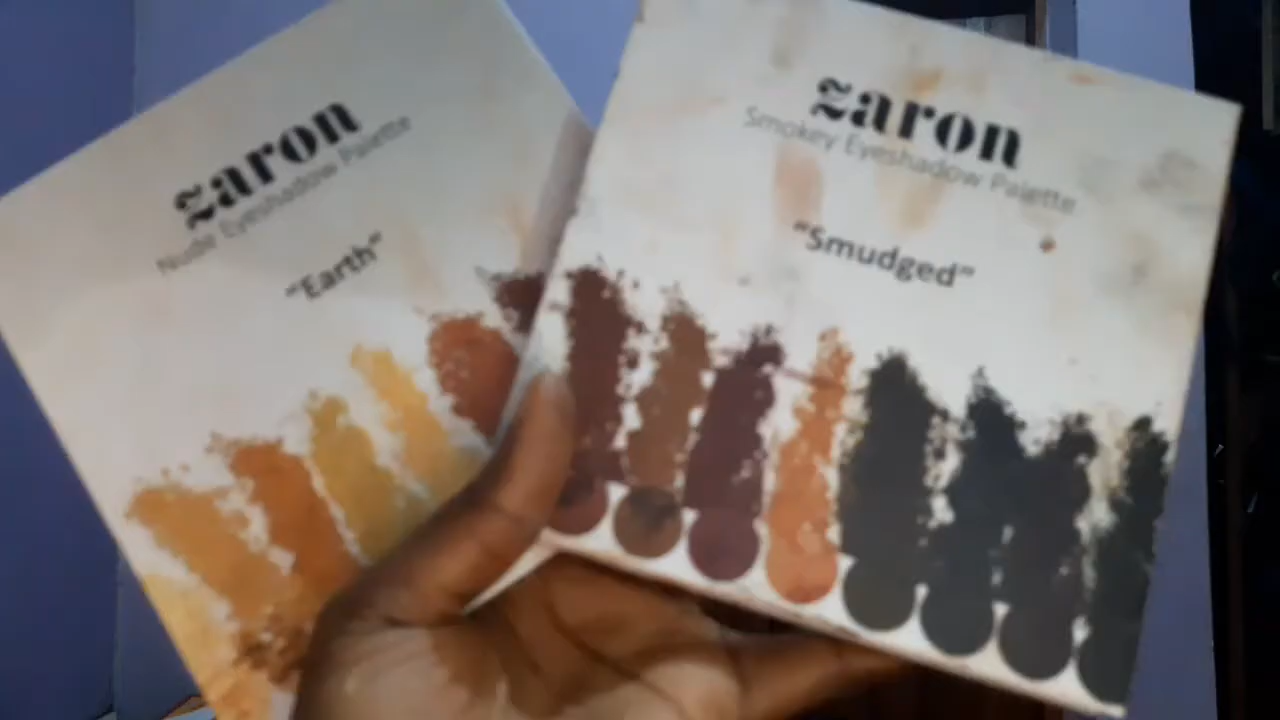 zaron
Nude Eyeshadow Palette
"Earth"
zaron
Smokey Eyeshadow Palette
"Smudged"